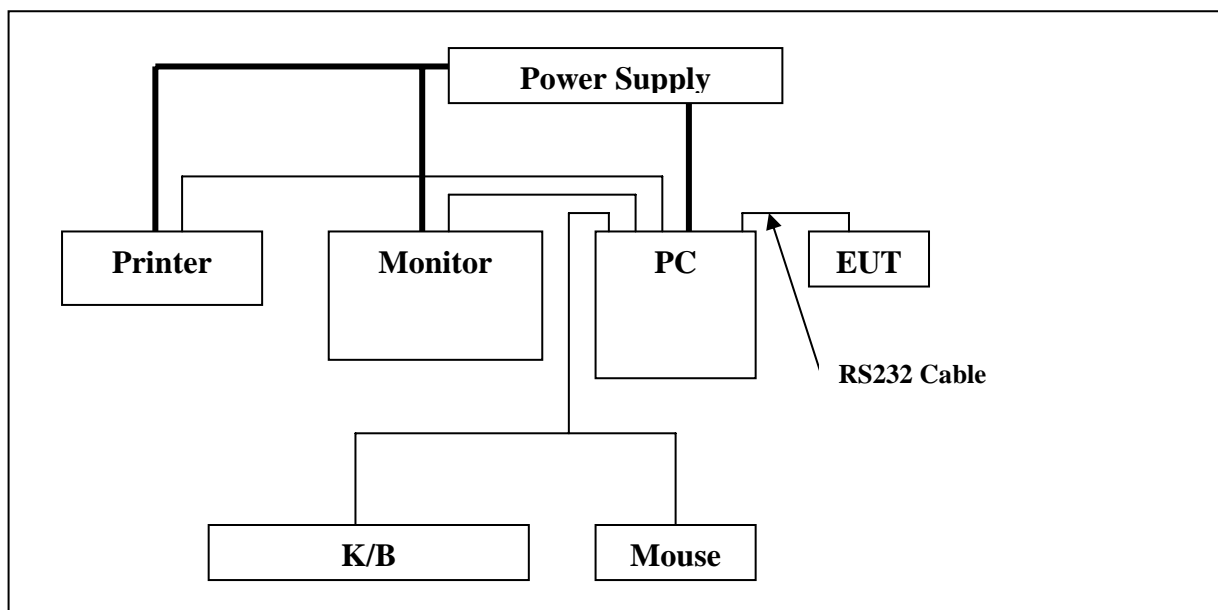 Power Supply
Printer
Monitor
PC
EUT
RS232 Cable
K/B
Mouse